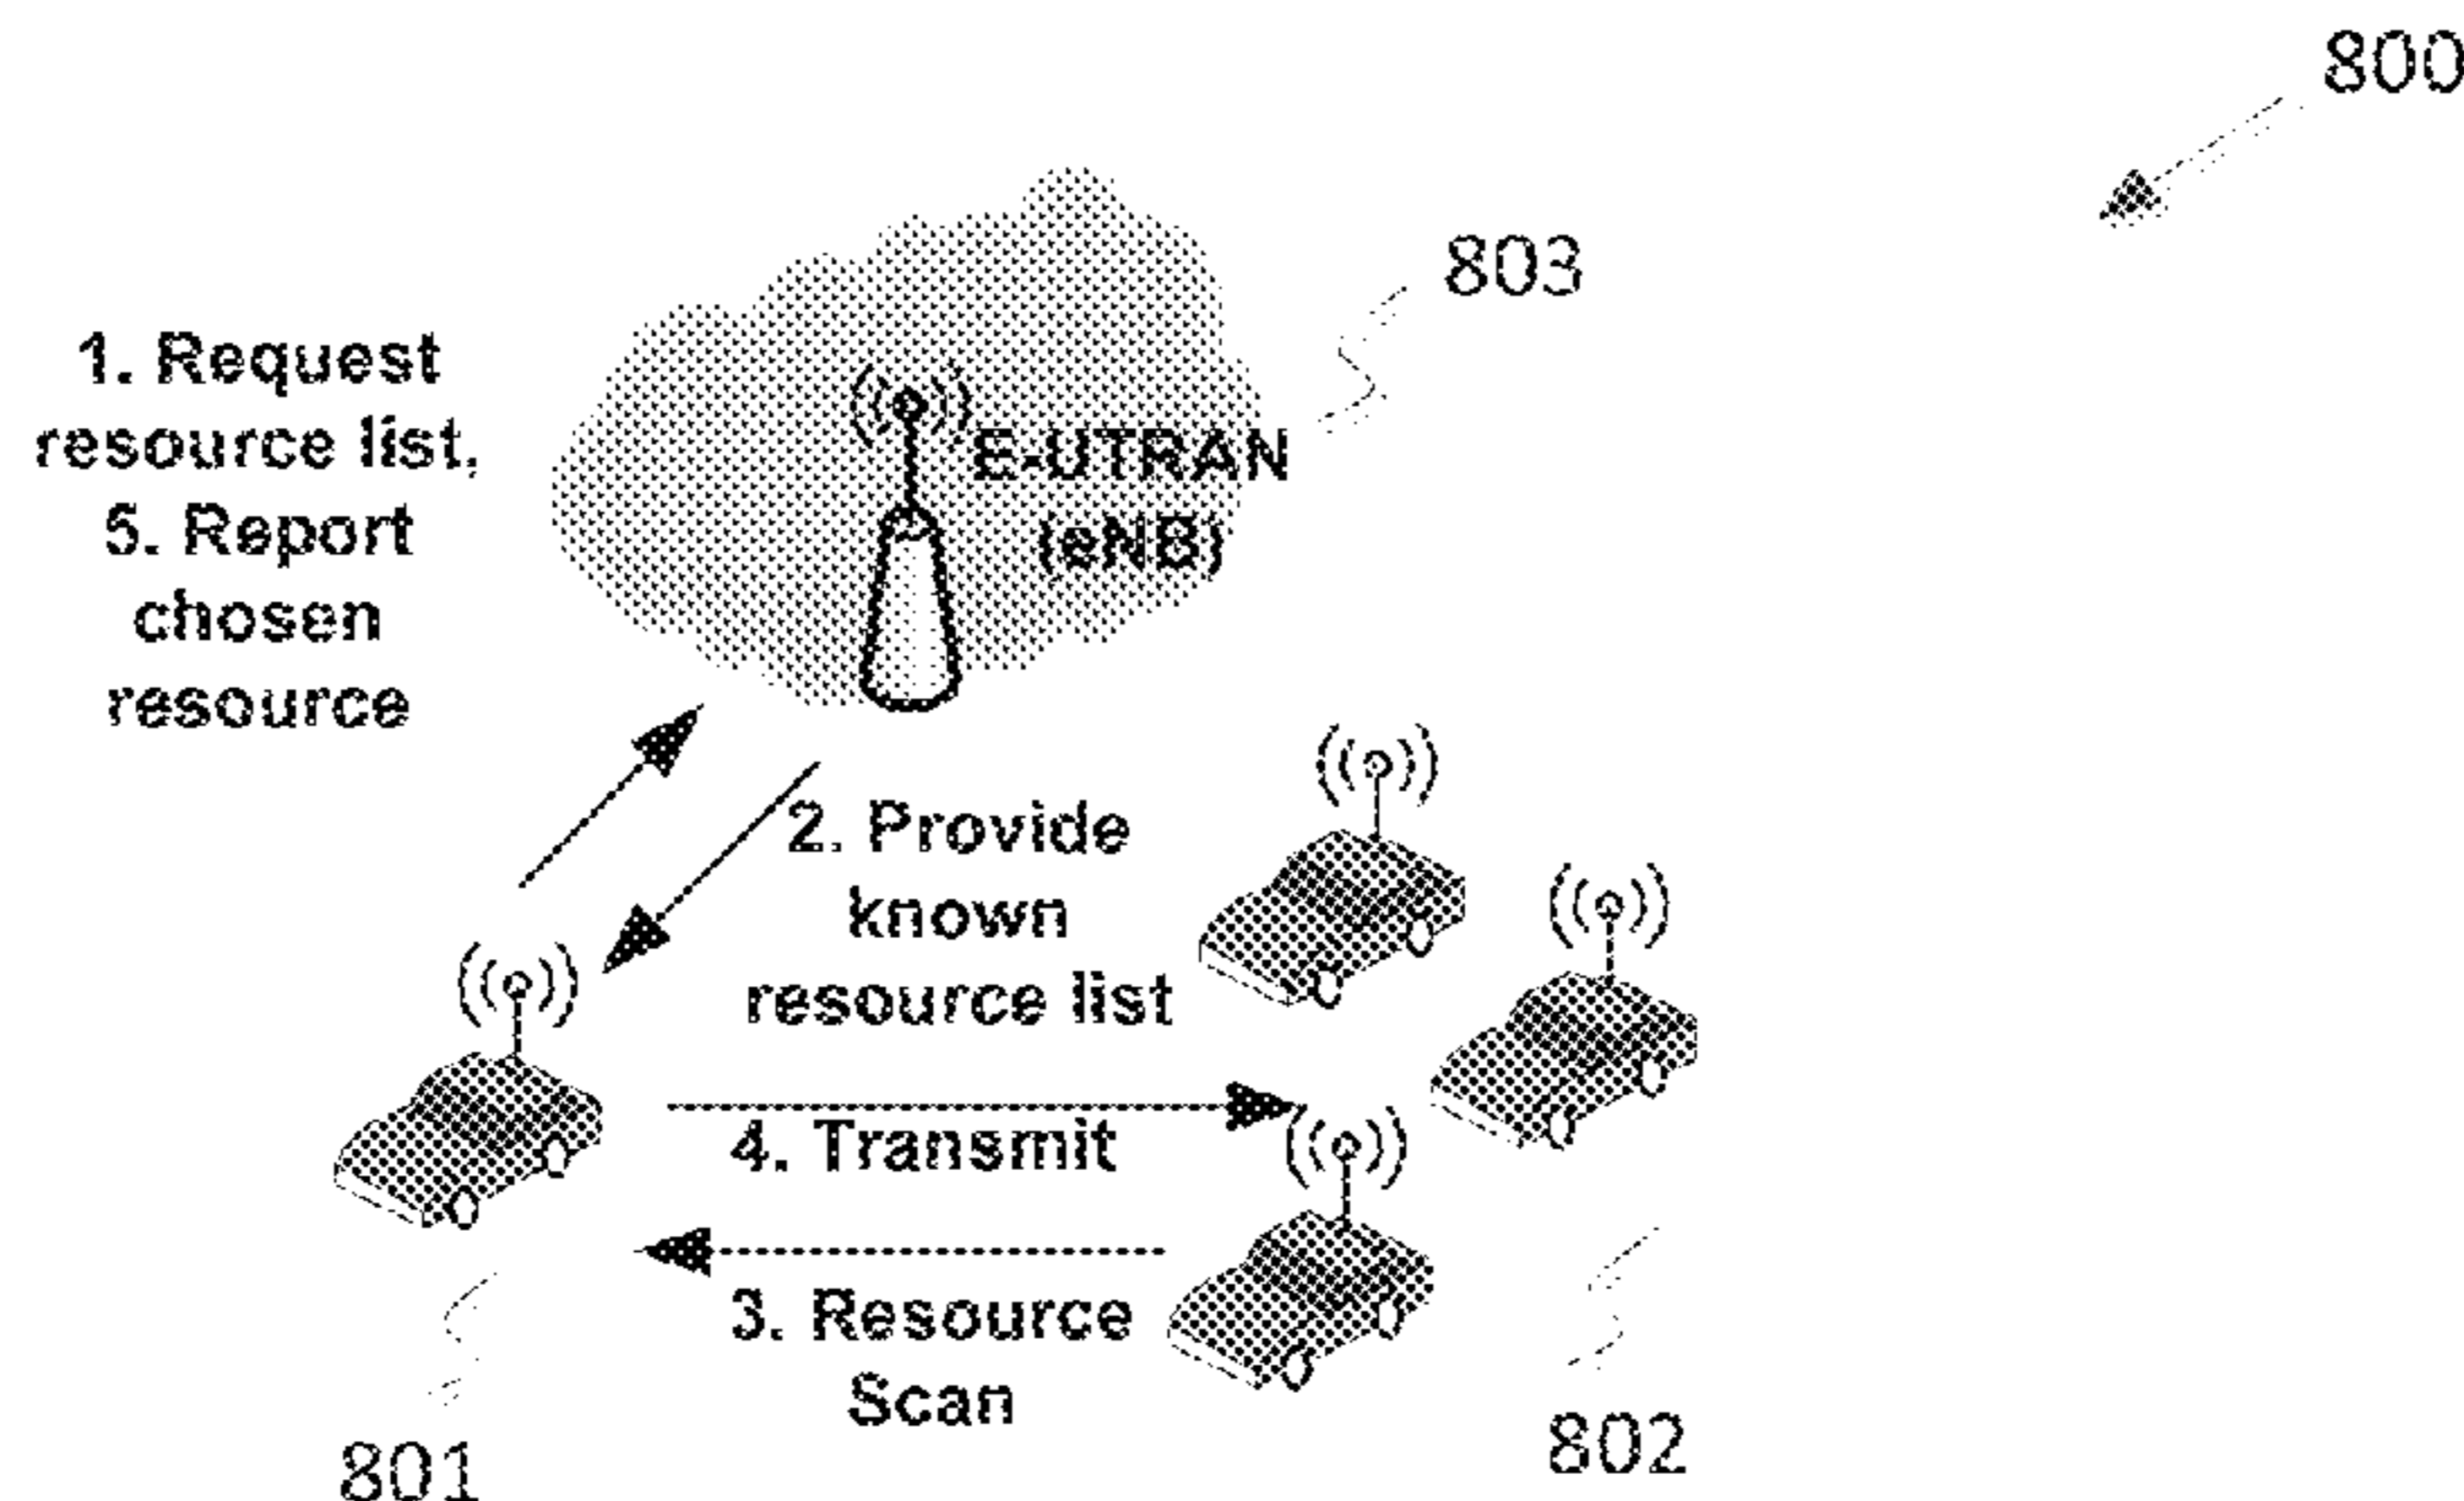 800
803
1. Request
resource list,
5. Report
chosen
resource
E-UTRAN
(eNB)
2. Provide
known
resource list
4. Transmit
3. Resource
Scan
801
802